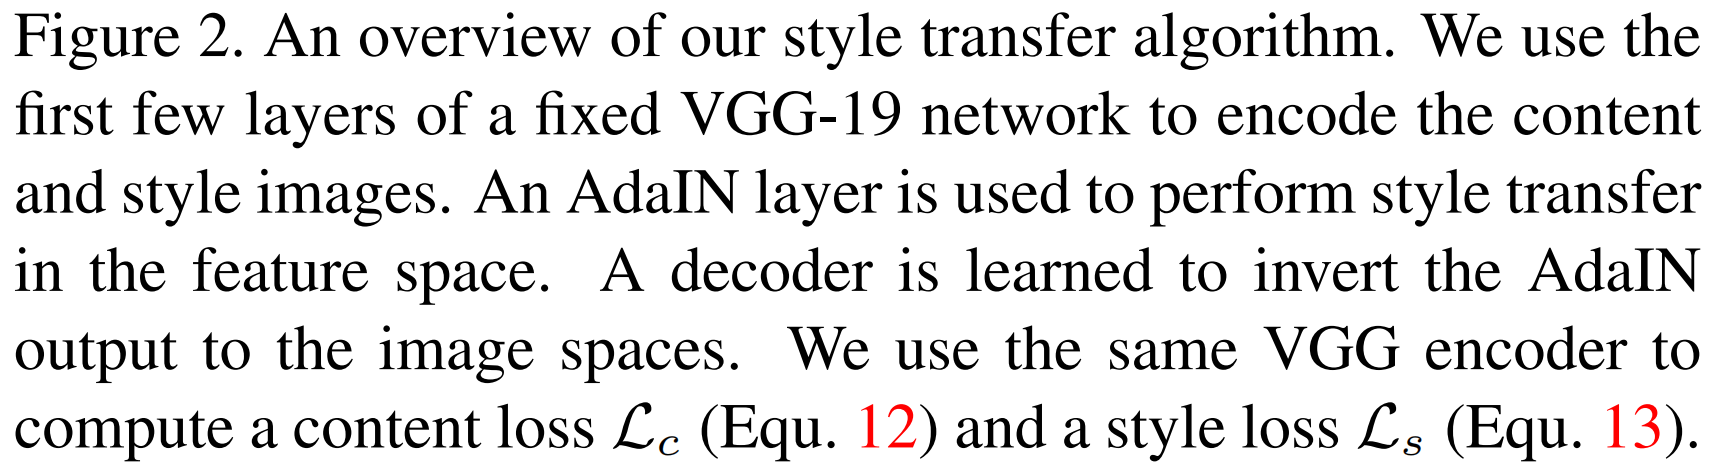 Figure 2. An overview of our style transfer algorithm. We use the
first few layers of a fixed VGG-19 network to encode the content
and style images. An AdaIN layer is used to perform style transfer
in the feature space. A decoder is learned to invert the AdaIN
output to the image spaces. We use the same VGG encoder to
compute a content loss ℒ_c (Equ. 12) and a style loss ℒ_s (Equ. 13).